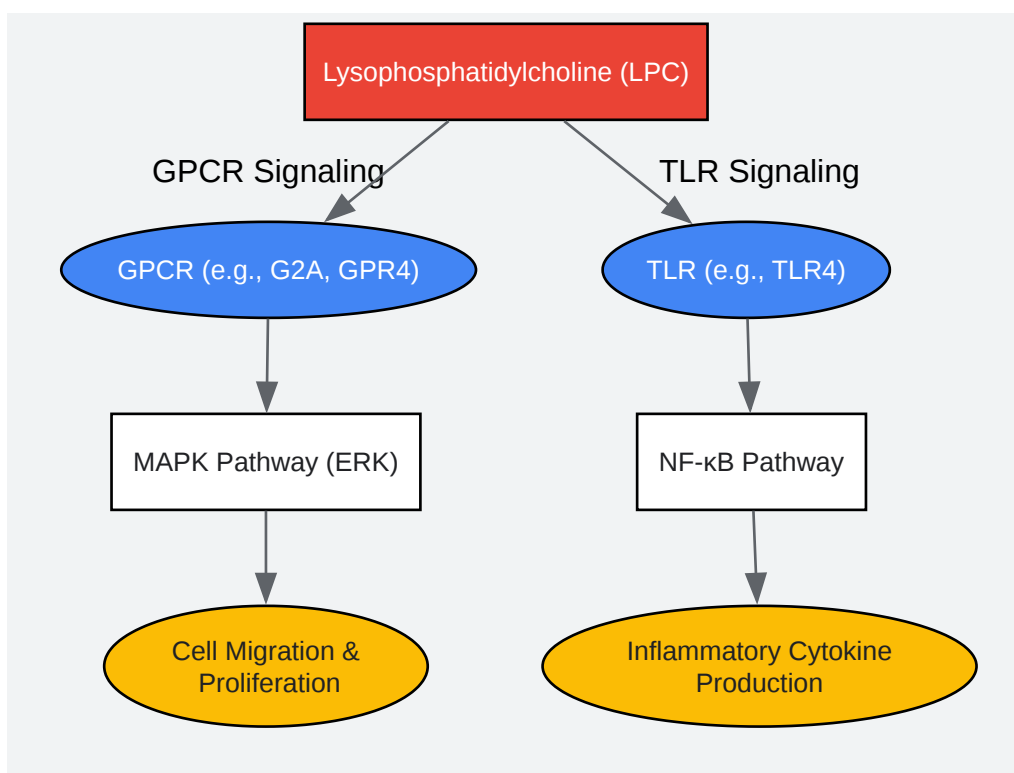 Lysophosphatidylcholine (LPC)
GPCR Signaling
TLR Signaling
GPCR (e.g., G2A, GPR4)
TLR (e.g., TLR4)
MAPK Pathway (ERK)
NF-κB Pathway
Cell Migration &
Proliferation
Inflammatory Cytokine
Production